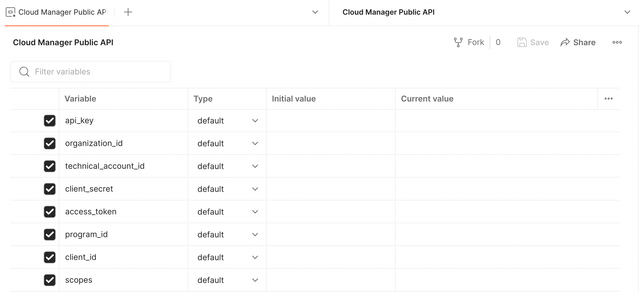 Cloud Manager Public AP
Cloud Manager Public API
Cloud Manager Public API
Fork 0 Save Share
Filter variables
Variable Type Initial value Current value
api_key default
organization_id default
technical_account_id default
client_secret default
access_token default
program_id default
client_id default
scopes default